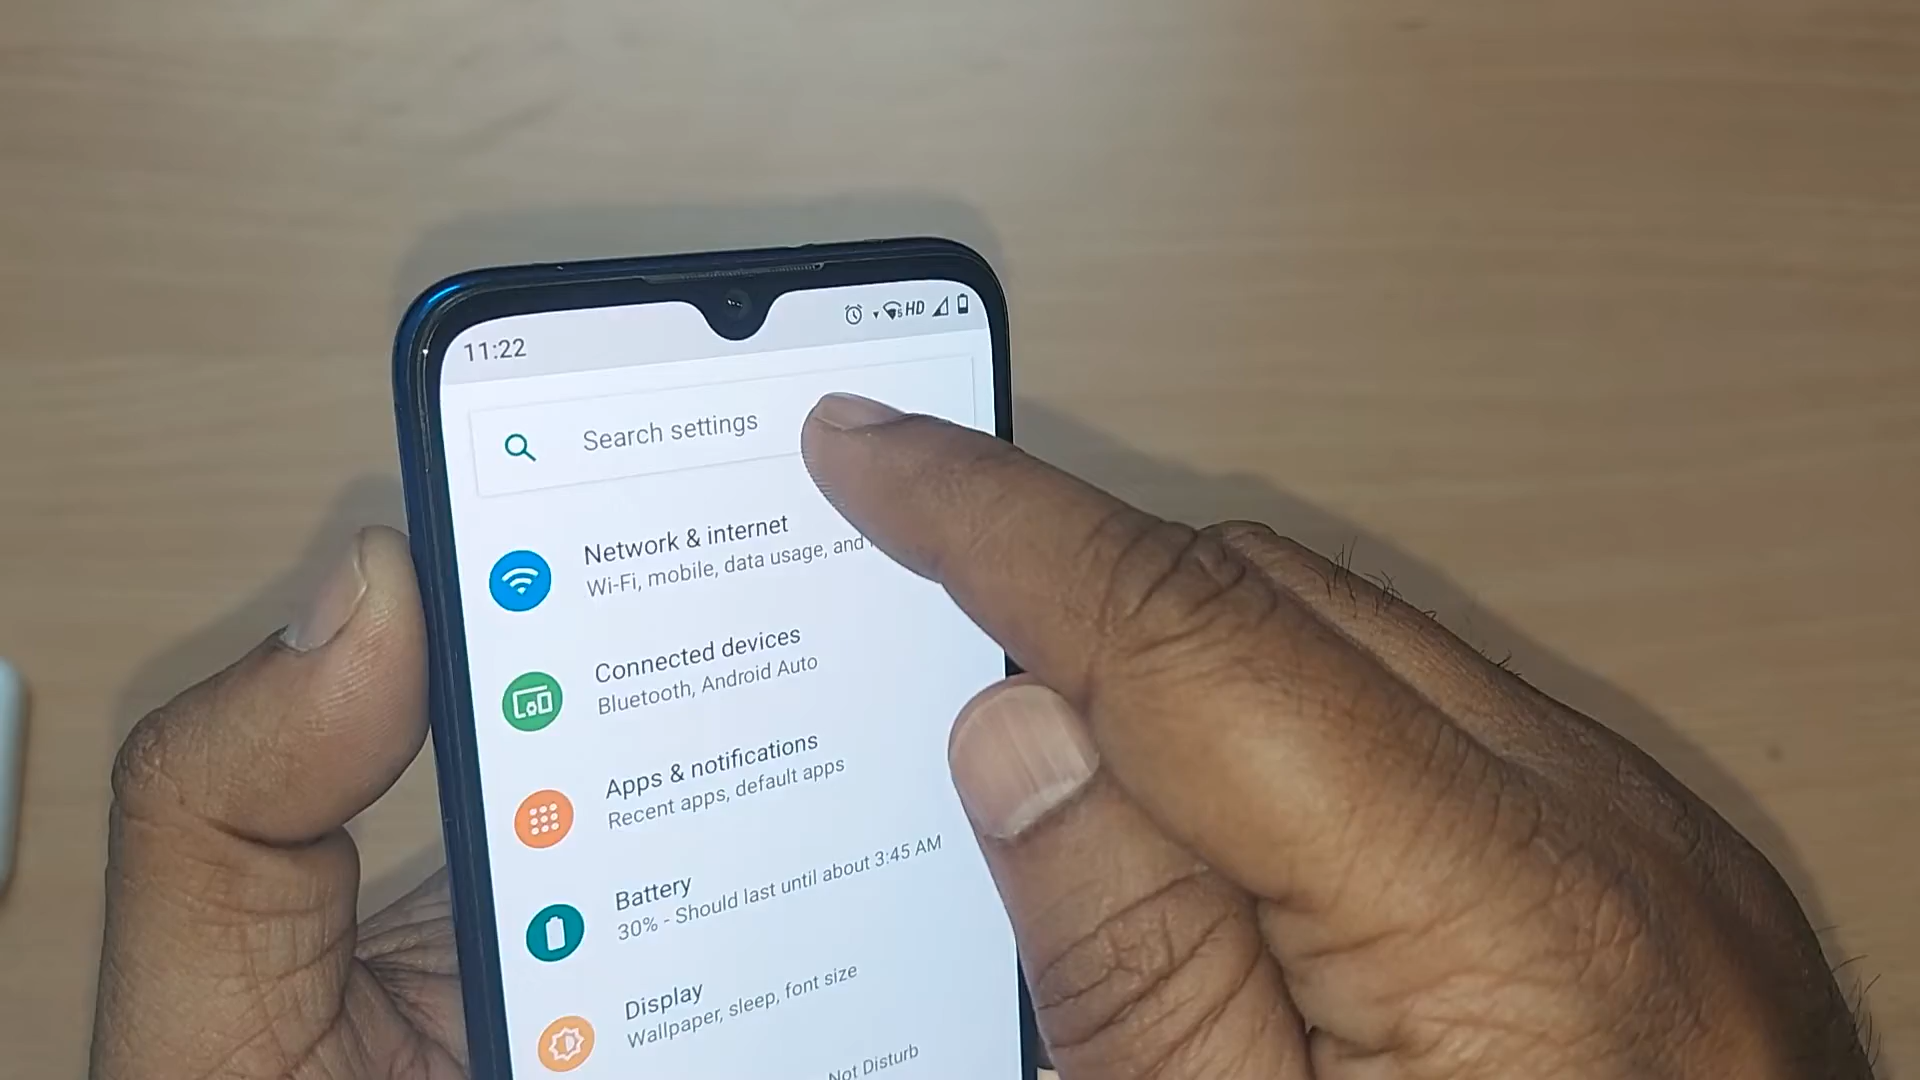 11:22
HD
Search settings
Network & internet
Wi-Fi, mobile, data usage, and
Connected devices
Bluetooth, Android Auto
Apps & notifications
Recent apps, default apps
Battery
30% - Should last until about 3:45 AM
Display
Wallpaper, sleep, font size
Not Disturb